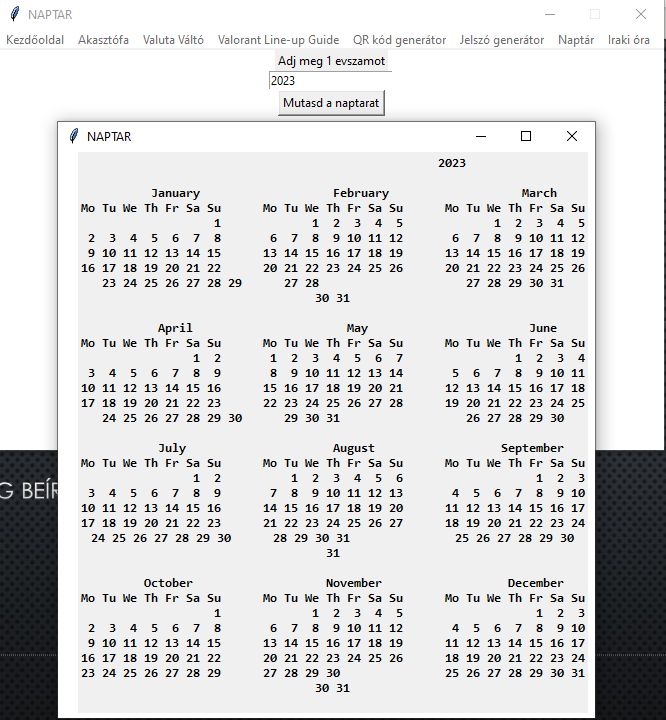 NAPTAR
Kezdőoldal Akasztófa Valuta Váltó Valorant Line-up Guide QR kód generátor Jelszó generátor Naptár Iraki óra
Adj meg 1 evszamot
2023
Mutasd a naptarat
NAPTAR
2023
January February March
Mo Tu We Th Fr Sa Su Mo Tu We Th Fr Sa Su Mo Tu We Th Fr Sa Su
1 1 2 3 4 5 1 2 3 4 5
2 3 4 5 6 7 8 6 7 8 9 10 11 12 6 7 8 9 10 11 12
9 10 11 12 13 14 15 13 14 15 16 17 18 19 13 14 15 16 17 18 19
16 17 18 19 20 21 22 20 21 22 23 24 25 26 20 21 22 23 24 25 26
23 24 25 26 27 28 29 27 28 27 28 29 30 31
30 31
April May June
Mo Tu We Th Fr Sa Su Mo Tu We Th Fr Sa Su Mo Tu We Th Fr Sa Su
1 2 1 2 3 4 5 6 7 1 2 3 4
3 4 5 6 7 8 9 8 9 10 11 12 13 14 5 6 7 8 9 10 11
10 11 12 13 14 15 16 15 16 17 18 19 20 21 12 13 14 15 16 17 18
17 18 19 20 21 22 23 22 23 24 25 26 27 28 19 20 21 22 23 24 25
24 25 26 27 28 29 30 29 30 31 26 27 28 29 30
July August September
Mo Tu We Th Fr Sa Su Mo Tu We Th Fr Sa Su Mo Tu We Th Fr Sa Su
1 2 1 2 3 4 5 6 1 2 3
3 4 5 6 7 8 9 7 8 9 10 11 12 13 4 5 6 7 8 9 10
10 11 12 13 14 15 16 14 15 16 17 18 19 20 11 12 13 14 15 16 17
17 18 19 20 21 22 23 21 22 23 24 25 26 27 18 19 20 21 22 23 24
24 25 26 27 28 29 30 28 29 30 31 25 26 27 28 29 30
31
October November December
Mo Tu We Th Fr Sa Su Mo Tu We Th Fr Sa Su Mo Tu We Th Fr Sa Su
1 1 2 3 4 5 1 2 3
2 3 4 5 6 7 8 6 7 8 9 10 11 12 4 5 6 7 8 9 10
9 10 11 12 13 14 15 13 14 15 16 17 18 19 11 12 13 14 15 16 17
16 17 18 19 20 21 22 20 21 22 23 24 25 26 18 19 20 21 22 23 24
23 24 25 26 27 28 29 27 28 29 30 25 26 27 28 29 30 31
30 31